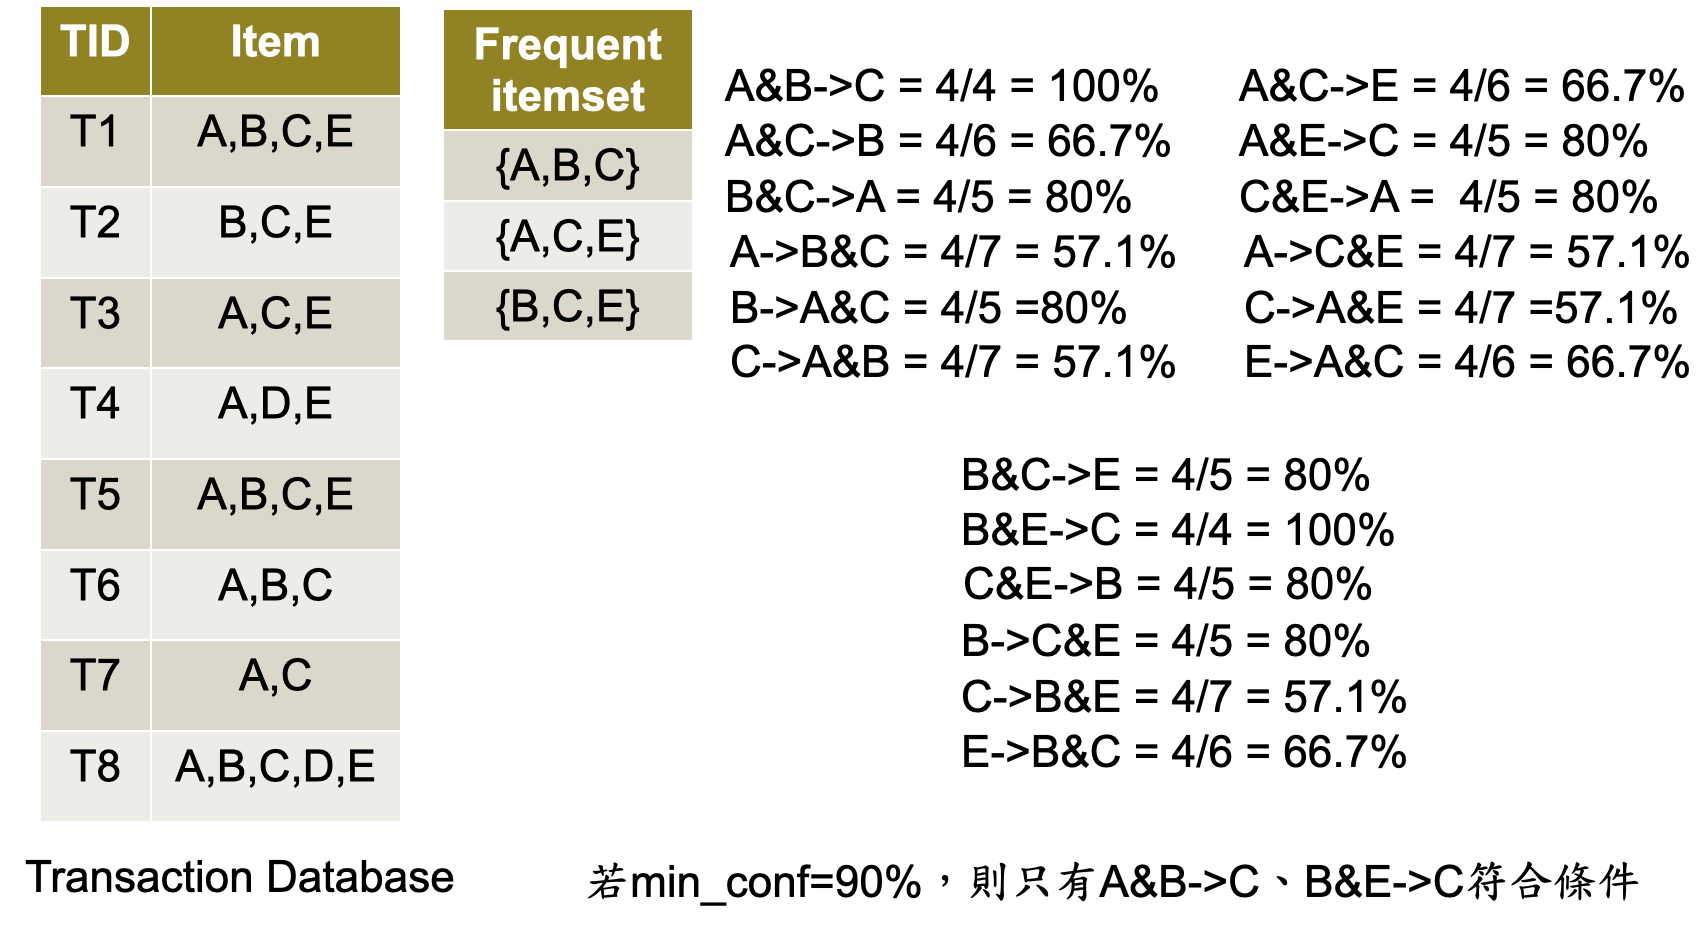 TID Item
T1 A,B,C,E
T2 B,C,E
T3 A,C,E
T4 A,D,E
T5 A,B,C,E
T6 A,B,C
T7 A,C
T8 A,B,C,D,E
Transaction Database
Frequent
itemset
{A,B,C}
{A,C,E}
{B,C,E}
A&B->C = 4/4 = 100%
A&C->B = 4/6 = 66.7%
B&C->A = 4/5 = 80%
A->B&C = 4/7 = 57.1%
B->A&C = 4/5 =80%
C->A&B = 4/7 = 57.1%
A&C->E = 4/6 = 66.7%
A&E->C = 4/5 = 80%
C&E->A =  4/5 = 80%
A->C&E = 4/7 = 57.1%
C->A&E = 4/7 =57.1%
E->A&C = 4/6 = 66.7%
B&C->E = 4/5 = 80%
B&E->C = 4/4 = 100%
C&E->B = 4/5 = 80%
B->C&E = 4/5 = 80%
C->B&E = 4/7 = 57.1%
E->B&C = 4/6 = 66.7%
若min_conf=90%，則只有A&B->C、B&E->C符合條件